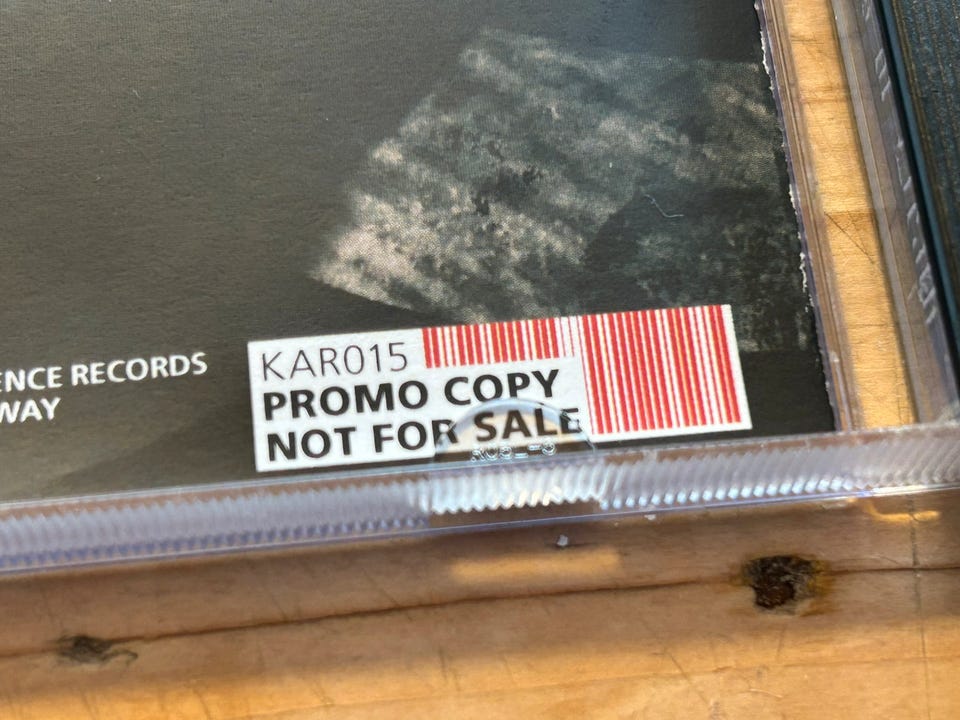 ENCE RECORDS
WAY
KAR015
PROMO COPY
NOT FOR SALE